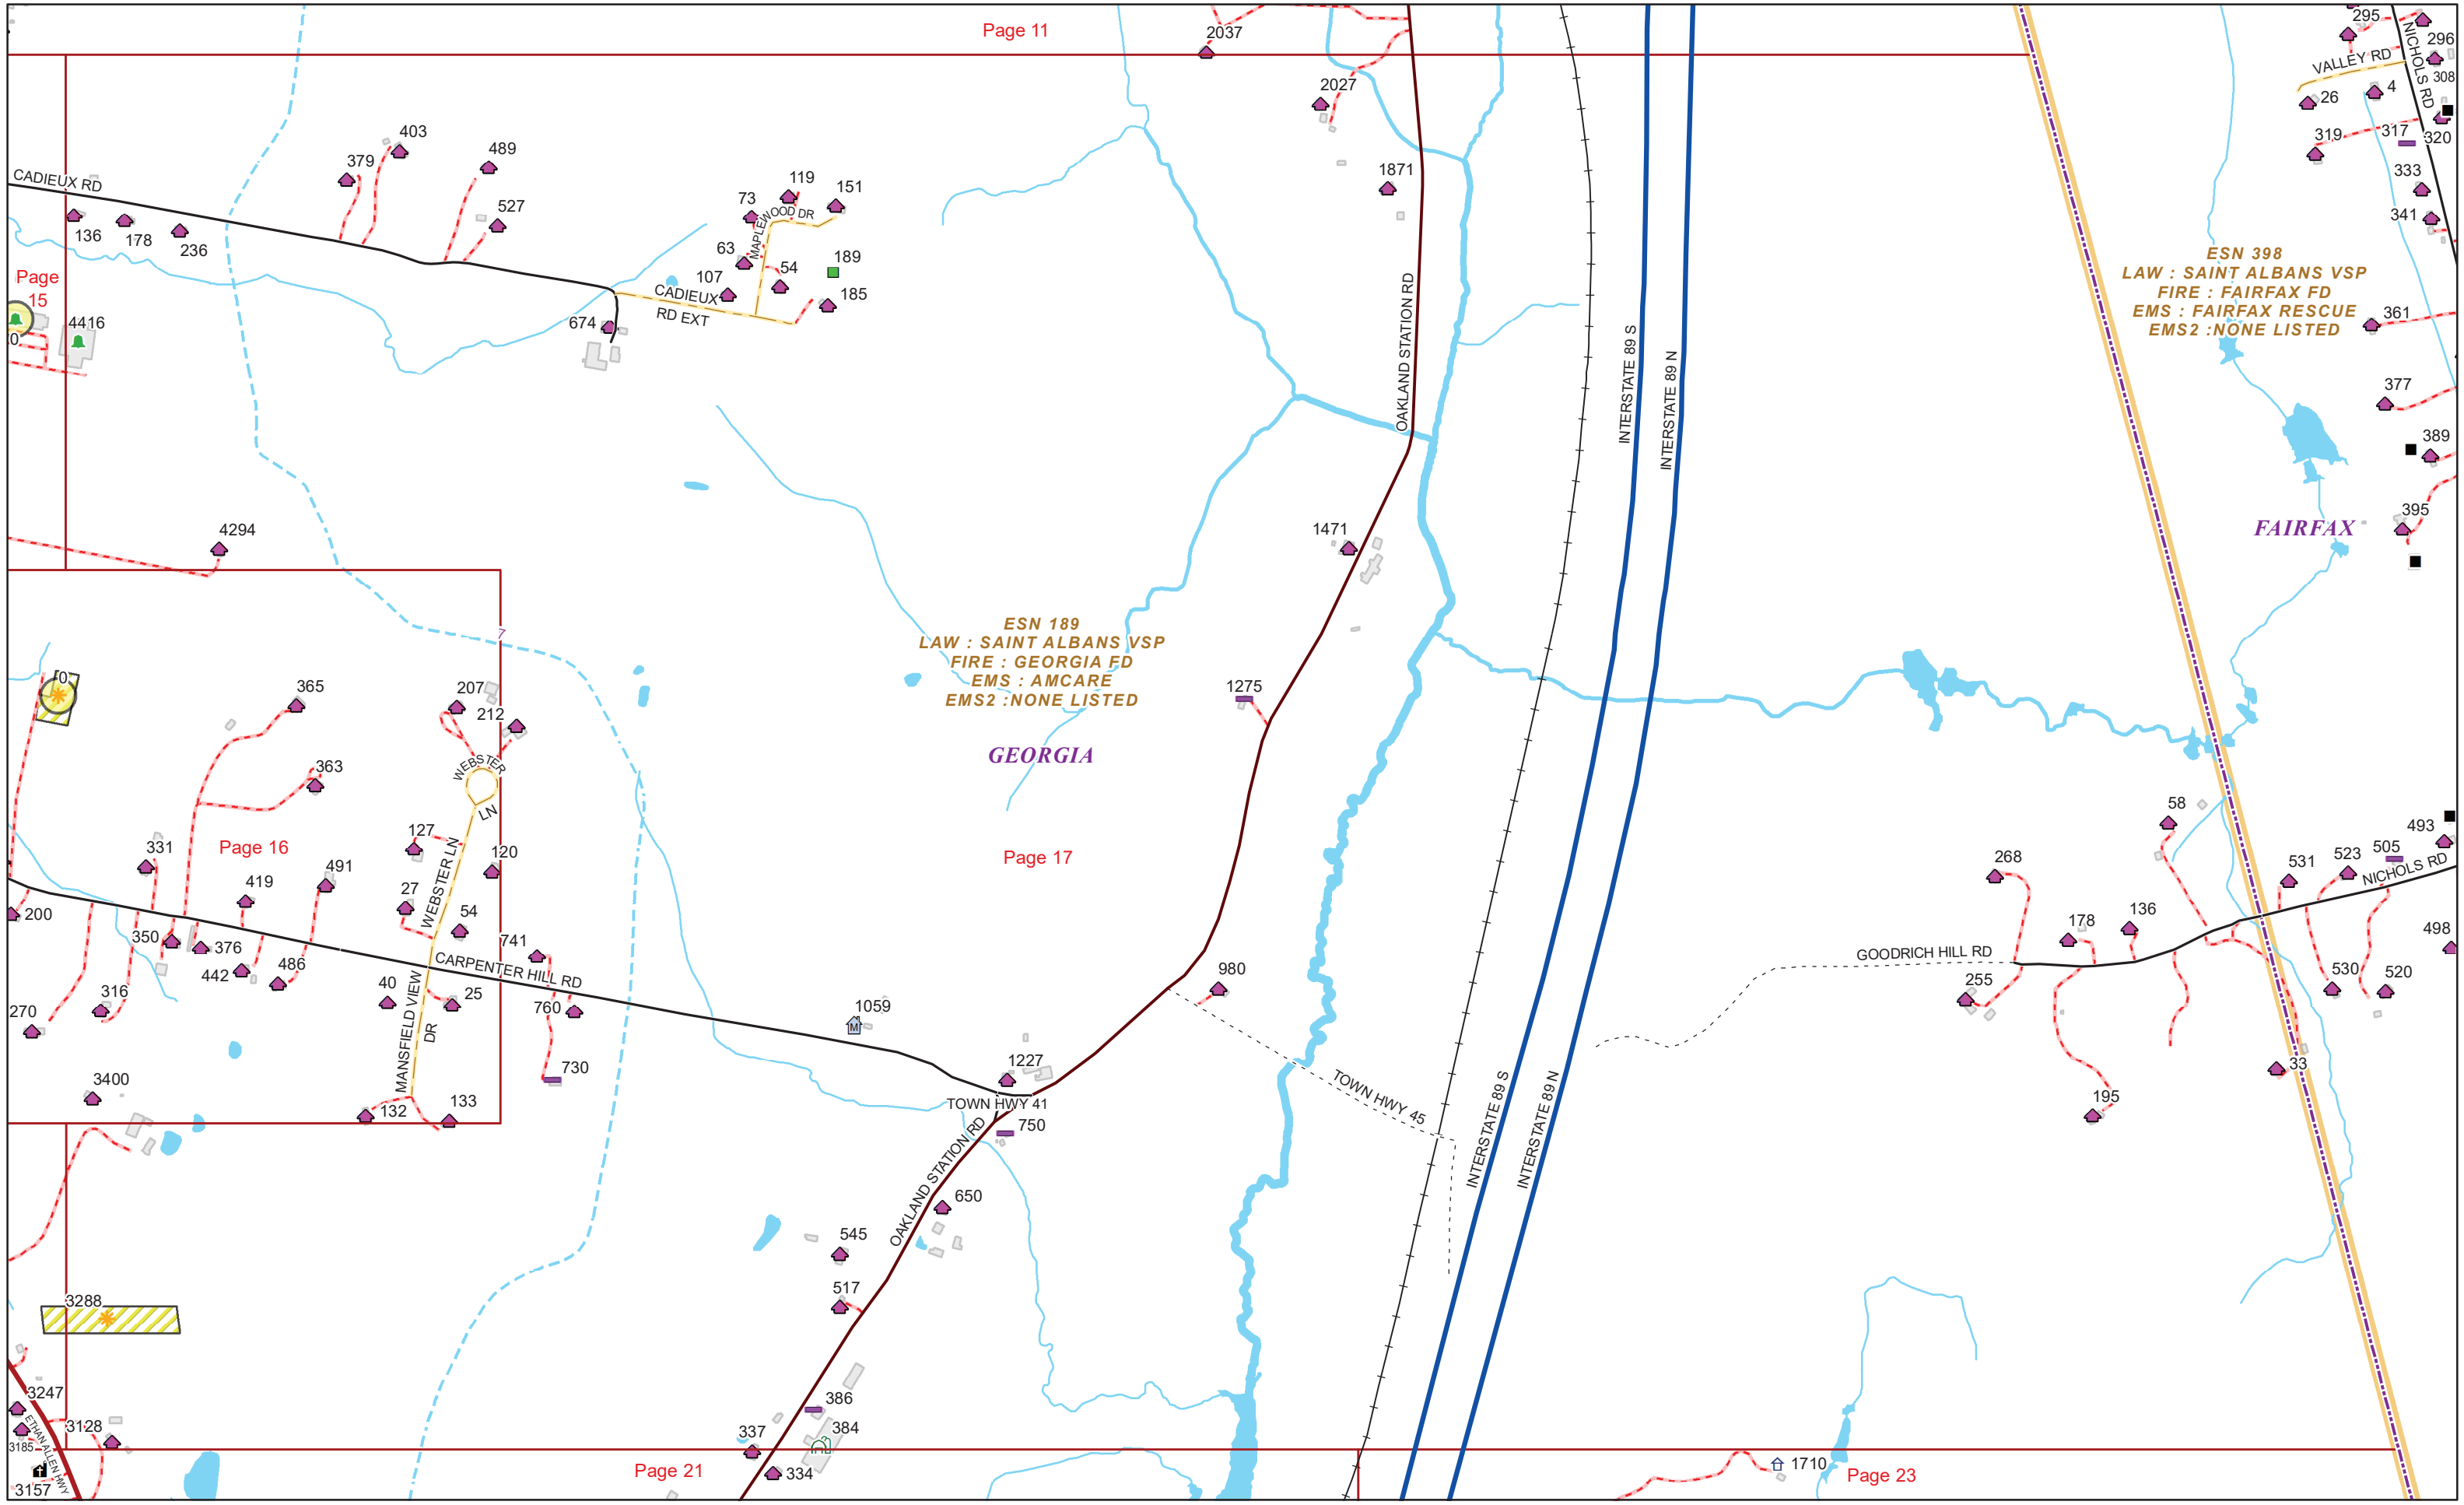 Page 11
2037
2027
1871
295
296
NICHOLS RD
VALLEY RD
308
26
4
319
317
320
333
341
361
377
389
395
CADIEUX RD
136
178
236
379
403
489
527
Page
15
4416
0
674
CADIEUX
RD EXT
MAPLEWOOD DR
73
119
151
63
107
54
189
185
OAKLAND STATION RD
INTERSTATE 89 S
INTERSTATE 89 N
ESN 398
LAW : SAINT ALBANS VSP
FIRE : FAIRFAX FD
EMS : FAIRFAX RESCUE
EMS2 :NONE LISTED
FAIRFAX
4294
1471
7
ESN 189
LAW : SAINT ALBANS VSP
FIRE : GEORGIA FD
EMS : AMCARE
EMS2 :NONE LISTED
GEORGIA
1275
0
365
207
212
363
WEBSTER
LN
Page 16
Page 17
331
127
120
WEBSTER LN
419
491
27
54
200
350
376
442
486
741
CARPENTER HILL RD
40
25
760
270
316
MANSFIELD VIEW
DR
730
3400
132
133
1059
1227
TOWN HWY 41
750
980
TOWN HWY 45
INTERSTATE 89 S
INTERSTATE 89 N
58
268
178
136
GOODRICH HILL RD
255
195
33
531
523
505
493
NICHOLS RD
498
530
520
OAKLAND STATION RD
650
545
517
3288
3247
ETHAN ALLEN HWY
3128
3185
3157
386
384
337
334
Page 21
1710
Page 23
M